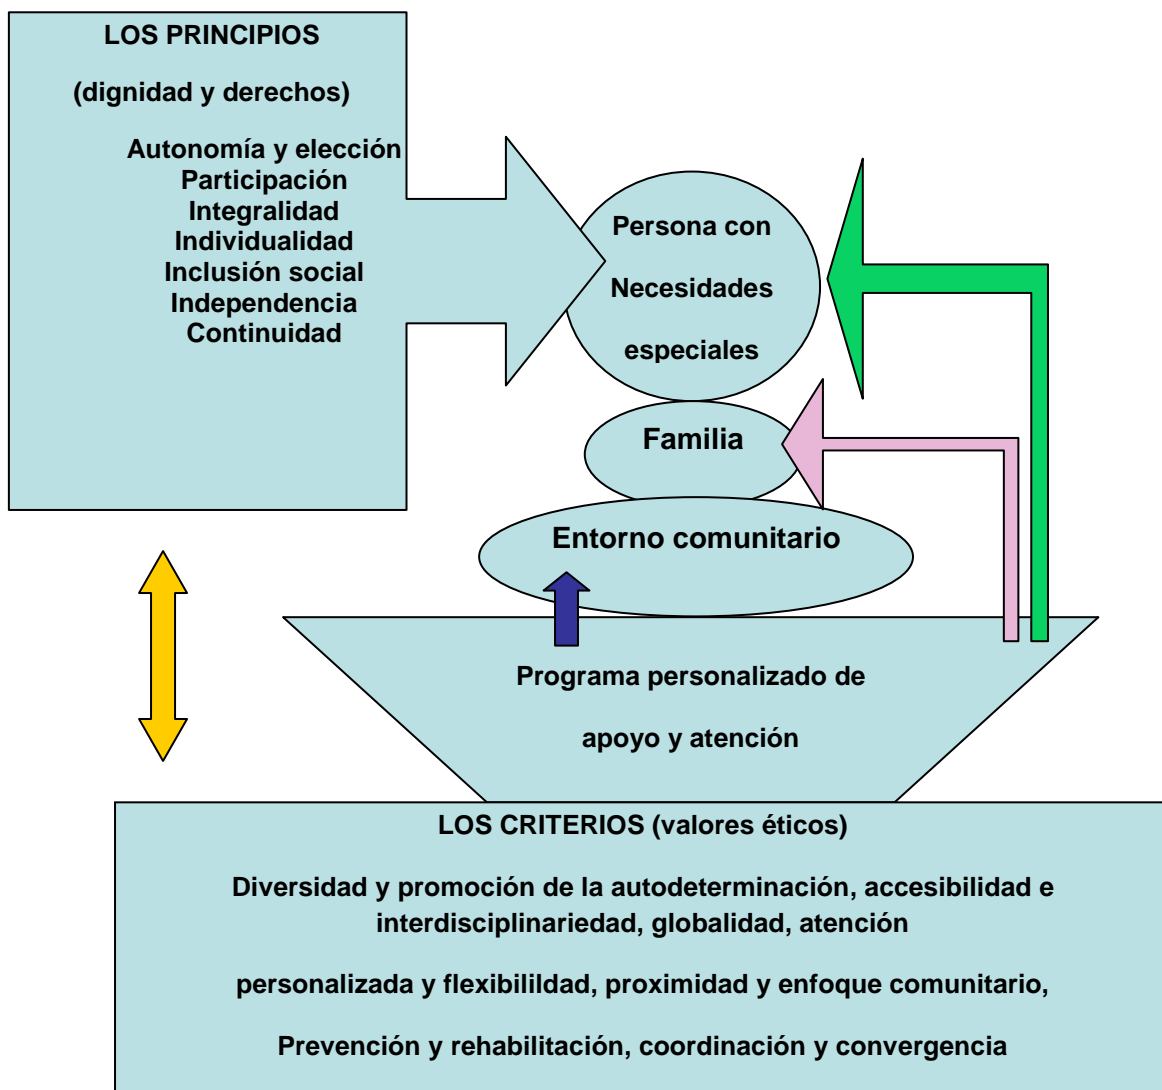 LOS PRINCIPIOS
(dignidad y derechos)
Autonomía y elección
Participación
Integralidad
Individualidad
Inclusión social
Independencia
Continuidad
Persona con
Necesidades
especiales
Familia
Entorno comunitario
Programa personalizado de
apoyo y atención
LOS CRITERIOS (valores éticos)
Diversidad y promoción de la autodeterminación, accesibilidad e
interdisciplinariedad, globalidad, atención
personalizada y flexibilildad, proximidad y enfoque comunitario,
Prevención y rehabilitación, coordinación y convergencia